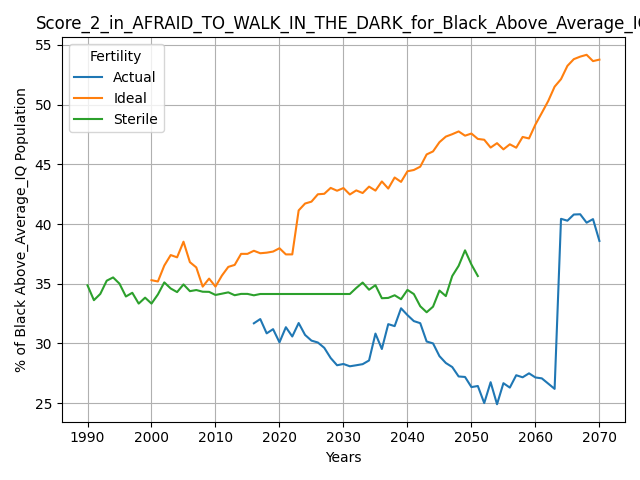 Score_2_in_AFRAID_TO_WALK_IN_THE_DARK_for_Black_Above_Average_IQ
Fertility
Actual
Ideal
Sterile
% of Black Above_Average_IQ Population
55
50
45
40
35
30
25
1990 2000 2010 2020 2030 2040 2050 2060 2070
Years